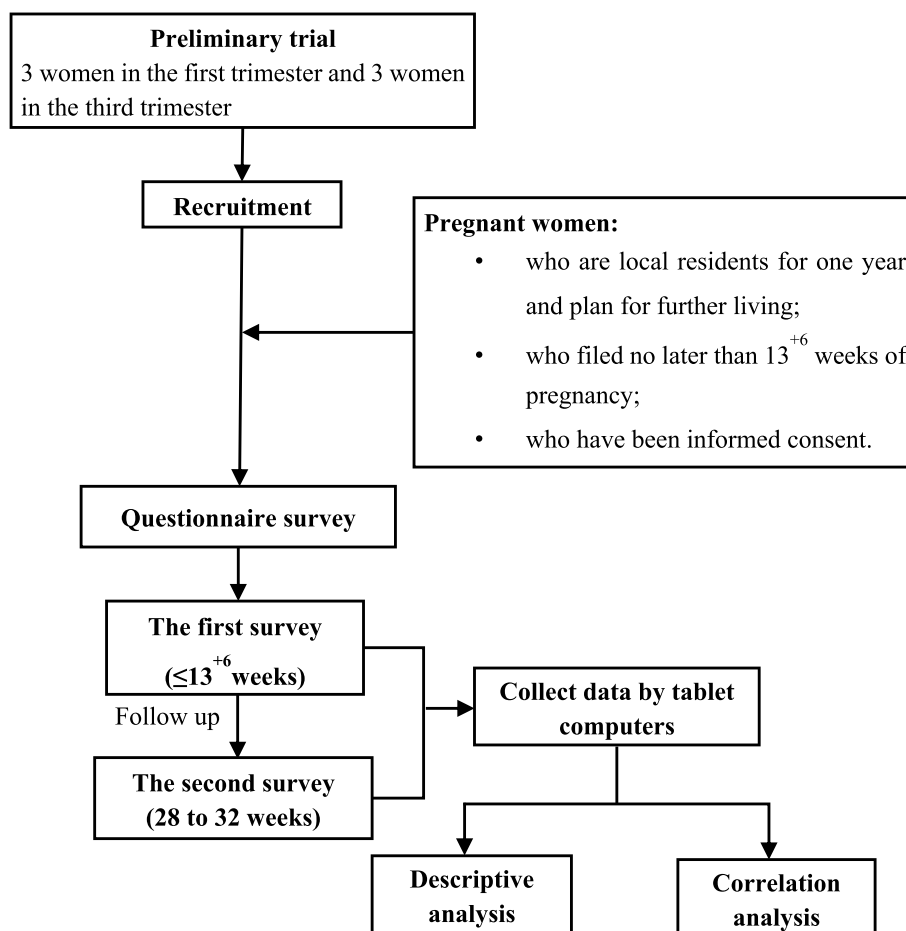 Preliminary trial
3 women in the first trimester and 3 women
in the third trimester
Recruitment
Pregnant women:
• who are local residents for one year
and plan for further living;
• who filed no later than 13+6 weeks of
pregnancy;
• who have been informed consent.
Questionnaire survey
The first survey
(≤13+6weeks)
Follow up
The second survey
(28 to 32 weeks)
Collect data by tablet
computers
Descriptive
analysis
Correlation
analysis